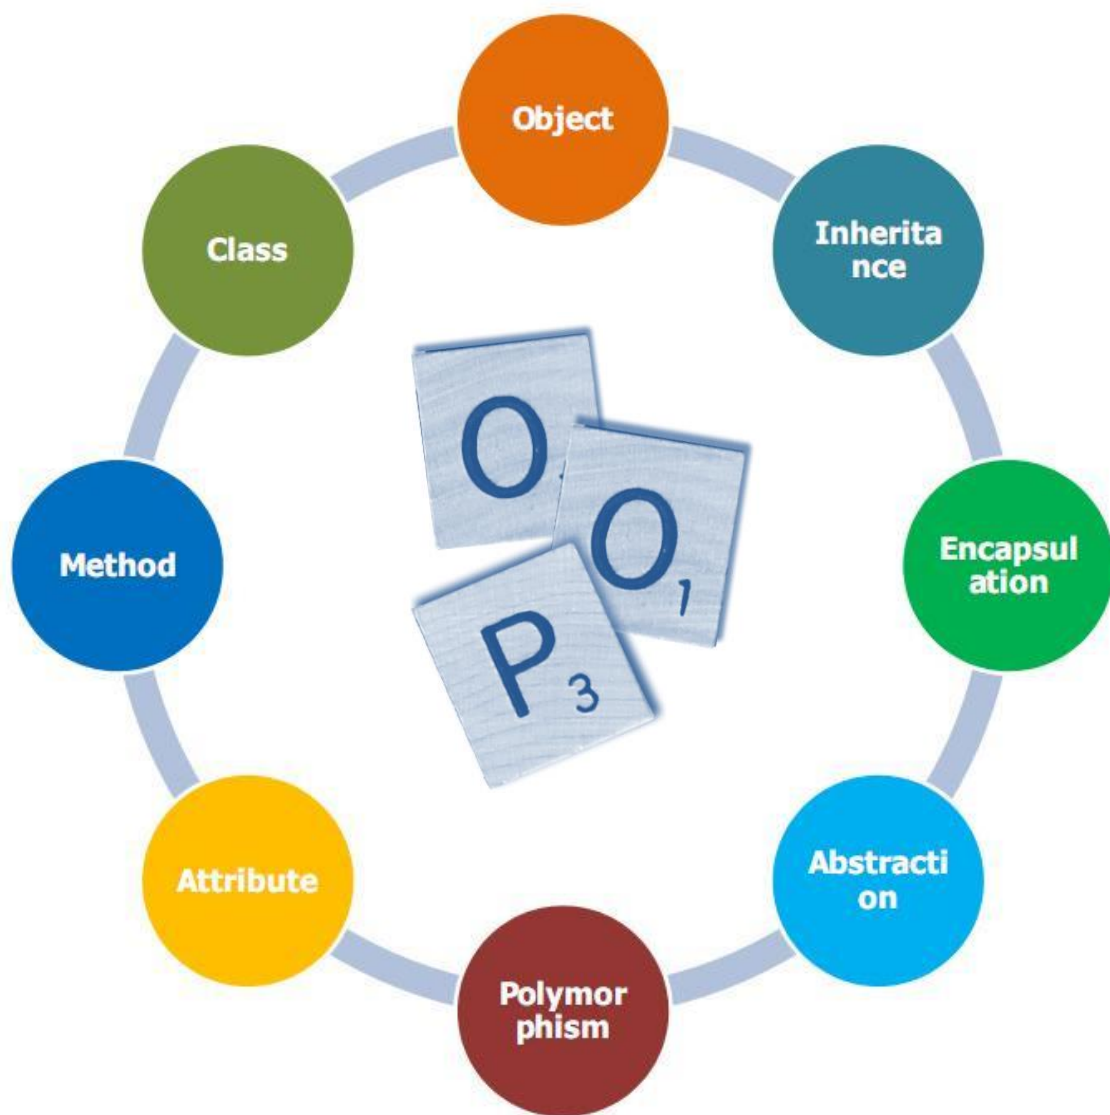 Object
Inherita
nce
Encapsul
ation
Abstracti
on
Polymor
phism
Attribute
Method
Class
O
O
1
P
3